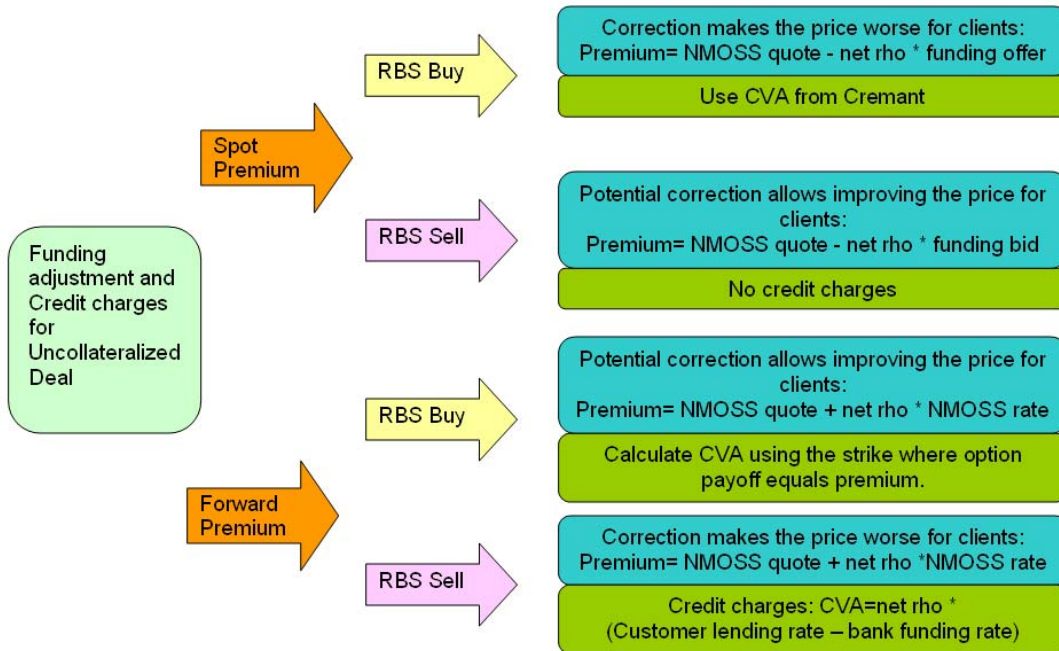 Funding
adjustment and
Credit charges
for
Uncollateralized
Deal
Spot
Premium
RBS Buy
Correction makes the price worse for clients:
Premium= NMOSS quote - net rho * funding offer
Use CVA from Cremant
RBS Sell
Potential correction allows improving the price for
clients:
Premium= NMOSS quote - net rho * funding bid
No credit charges
Forward
Premium
RBS Buy
Potential correction allows improving the price for
clients:
Premium= NMOSS quote + net rho * NMOSS rate
Calculate CVA using the strike where option
payoff equals premium.
RBS Sell
Correction makes the price worse for clients:
Premium= NMOSS quote + net rho *NMOSS rate
Credit charges: CVA=net rho *
(Customer lending rate – bank funding rate)